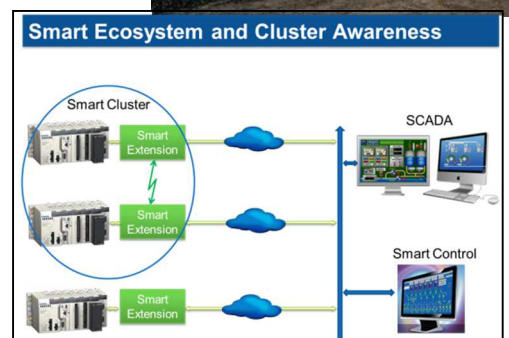 Smart Ecosystem and Cluster Awareness
Smart Cluster
SCADA
Smart
Extension
Smart
Extension
Smart Control
Smart
Extension